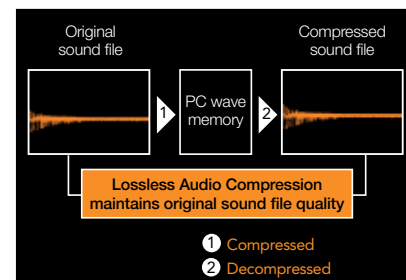 Original
sound file
Compressed
sound file
1
PC wave
memory
2
Lossless Audio Compression
maintains original sound file quality
1 Compressed
2 Decompressed